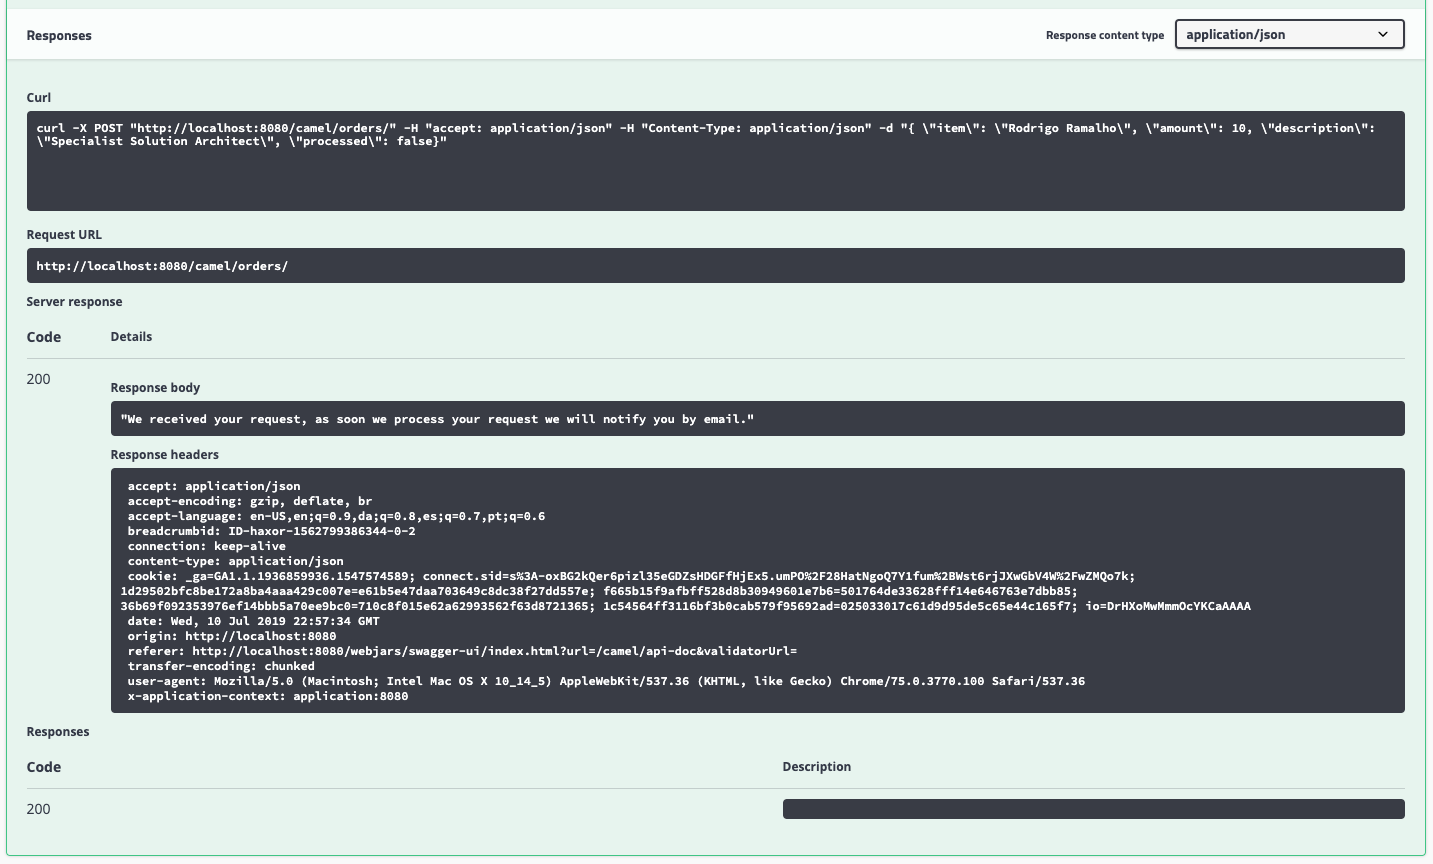 Responses
Response content type
application/json
Curl
curl -X POST "http://localhost:8080/camel/orders/" -H "accept: application/json" -H "Content-Type: application/json" -d "{ \"item\": \"Rodrigo Ramalho\", \"amount\": 10, \"description\":
\"Specialist Solution Architect\", \"processed\": false}"
Request URL
http://localhost:8080/camel/orders/
Server response
Code Details
200
Response body
"We received your request, as soon we process your request we will notify you by email."
Response headers
accept: application/json
accept-encoding: gzip, deflate, br
accept-language: en-US,en;q=0.9,da;q=0.8,es;q=0.7,pt;q=0.6
breadcrumbid: ID-haxor-1562799386344-0-2
connection: keep-alive
content-type: application/json
cookie: _ga=GA1.1.1936859936.1547574589; connect.sid=s%3A-oxBG2kQer6pizl35eGDZsHDGFfHjEx5.umPO%2F28HatNgoQ7Y1fum%2BWst6rjJXwGbV4W%2FwZMQo7k;
1d29502bfc8be172a8ba4aaa429c007e=e61b5e47daa703649c8dc38f27dd557e; f665b15f9afbff528d8b30949601e7b6=501764de33628fff14e646763e7dbb85;
36b69f092353976ef14bbb5a70ee9bc0=710c8f015e62a62993562f63d8721365; 1c54564ff3116bf3b0cab579f95692ad=025033017c61d9d95de5c65e44c165f7; io=DrHXoMwMmmOcYKCaAAAA
date: Wed, 10 Jul 2019 22:57:34 GMT
origin: http://localhost:8080
referer: http://localhost:8080/webjars/swagger-ui/index.html?url=/camel/api-doc&validatorUrl=
transfer-encoding: chunked
user-agent: Mozilla/5.0 (Macintosh; Intel Mac OS X 10_14_5) AppleWebKit/537.36 (KHTML, like Gecko) Chrome/75.0.3770.100 Safari/537.36
x-application-context: application:8080
Responses
Code Description
200